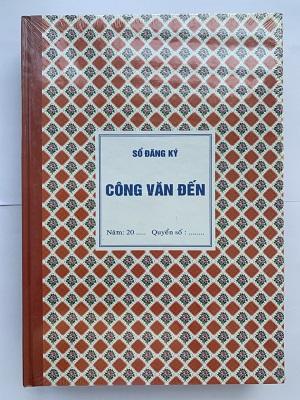 SỔ ĐĂNG KÝ
CÔNG VĂN ĐẾN
Năm: 20 ..... Quyển số : ........